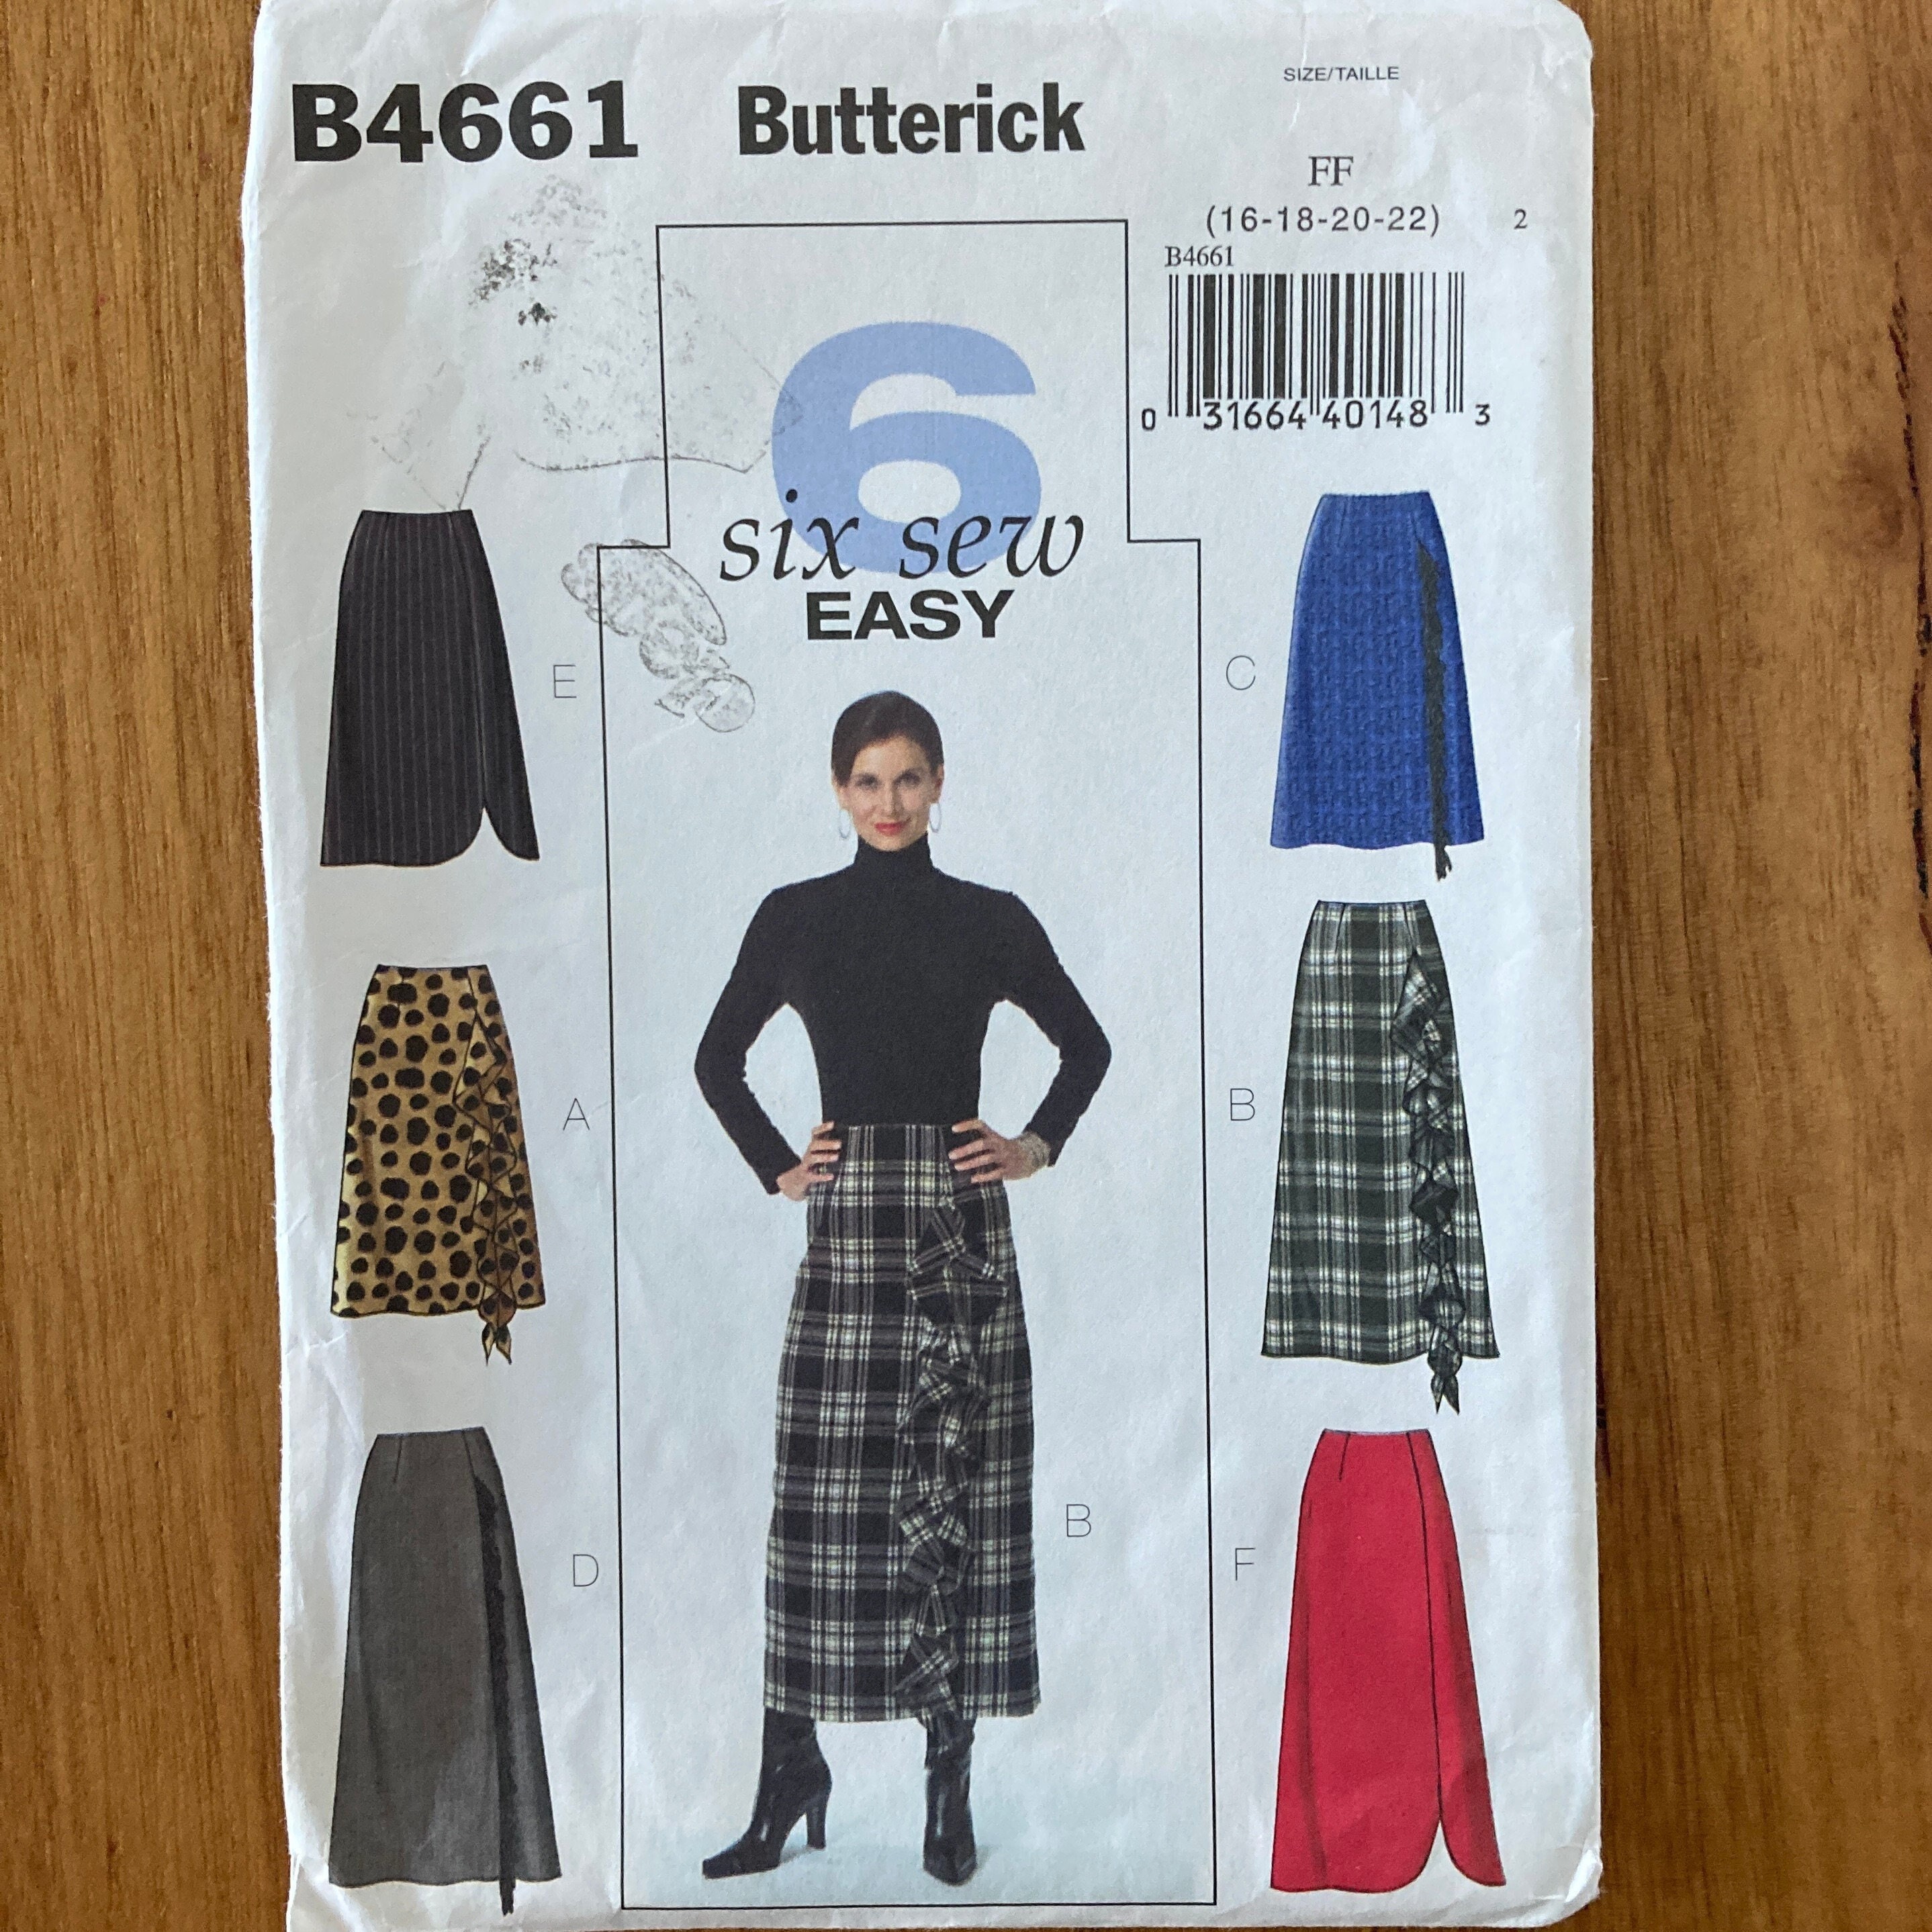 B4661 Butterick
SIZE/TAILLE
FF
(16-18-20-22) 2
B4661
0 31664 40148 3
6
six sew
EASY
E
C
A
B
B
D
F